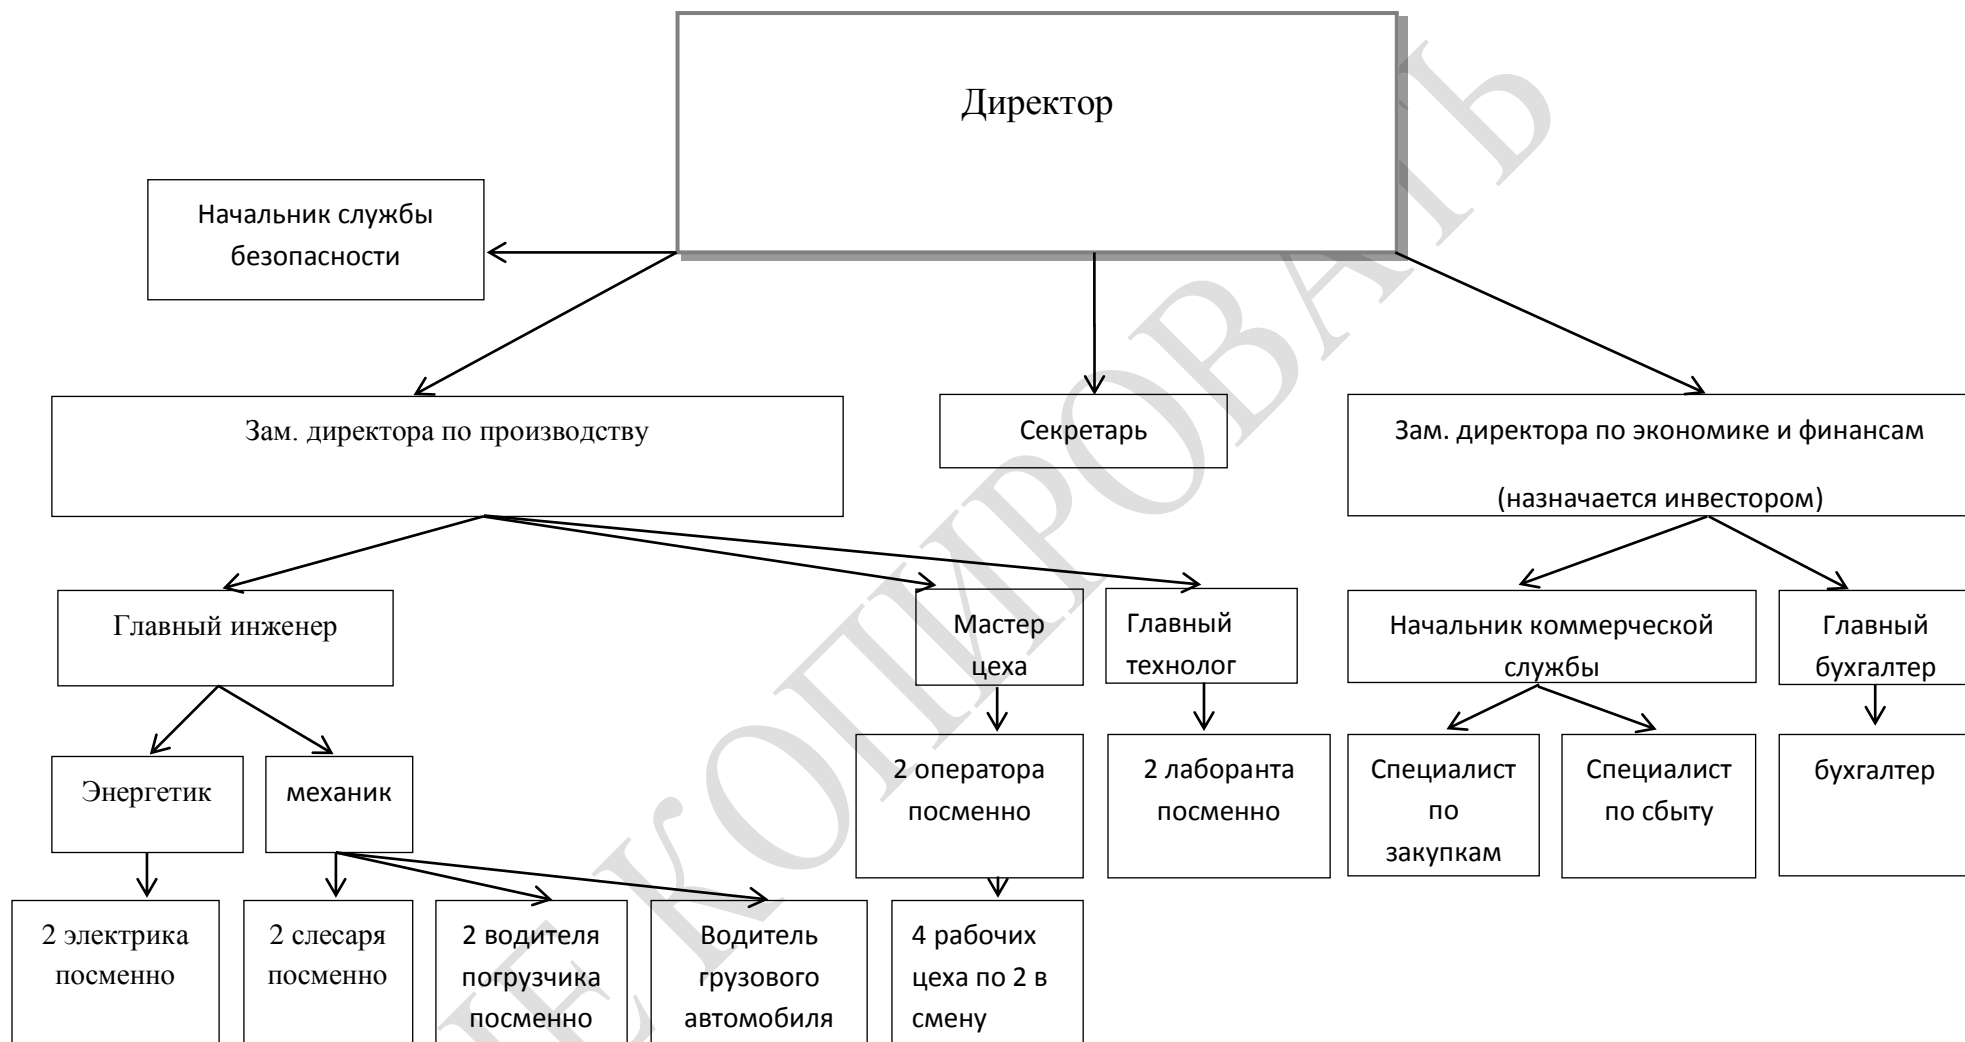 Директор
Начальник службы
безопасности
Зам. директора по производству
Секретарь
Зам. директора по экономике и финансам
(назначается инвестором)
Главный инженер
Мастер
цеха
Главный
технолог
Начальник коммерческой
службы
Главный
бухгалтер
Энергетик
механик
2 оператора
посменно
2 лаборанта
посменно
Специалист
по
закупкам
Специалист
по сбыту
бухгалтер
2 электрика
посменно
2 слесаря
посменно
2 водителя
погрузчика
посменно
Водитель
грузового
автомобиля
4 рабочих
цеха по 2 в
смену
НЕ КОПИРОВАТЬ